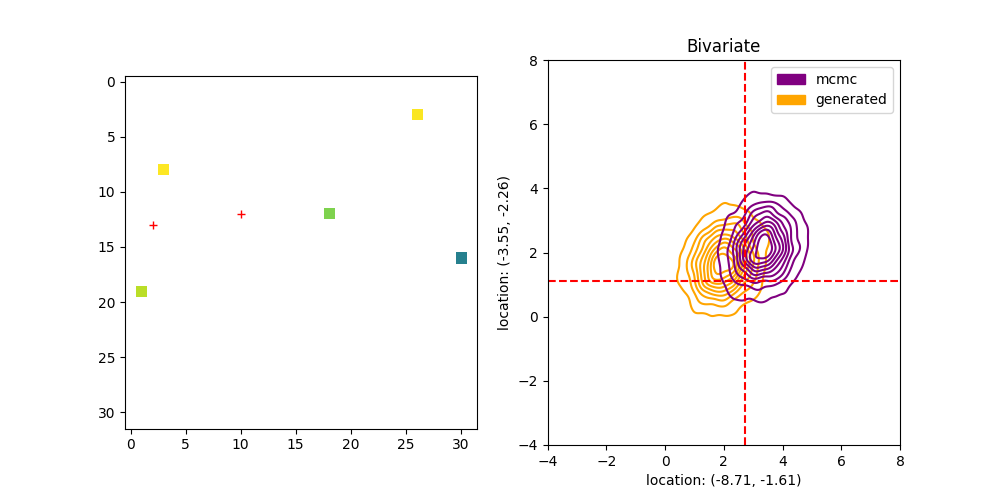 0
5
10
15
20
25
30
0 5 10 15 20 25 30
Bivariate
mcmc
generated
8
6
4
2
0
−2
−4
−4 −2 0 2 4 6 8
location: (-3.55, -2.26)
location: (-8.71, -1.61)